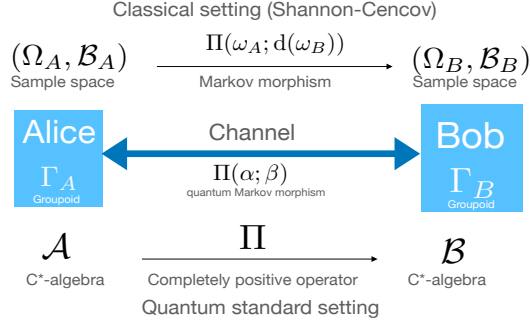 Classical setting (Shannon-Cencov)
(Ω_A, ℬ_A) Π(ω_A; d(ω_B)) (Ω_B, ℬ_B)
Sample space Markov morphism Sample space
Alice Channel Bob
Γ_A Π(α; β) Γ_B
Groupoid quantum Markov morphism Groupoid
𝒜 Π ℬ
C*-algebra Completely positive operator C*-algebra
Quantum standard setting